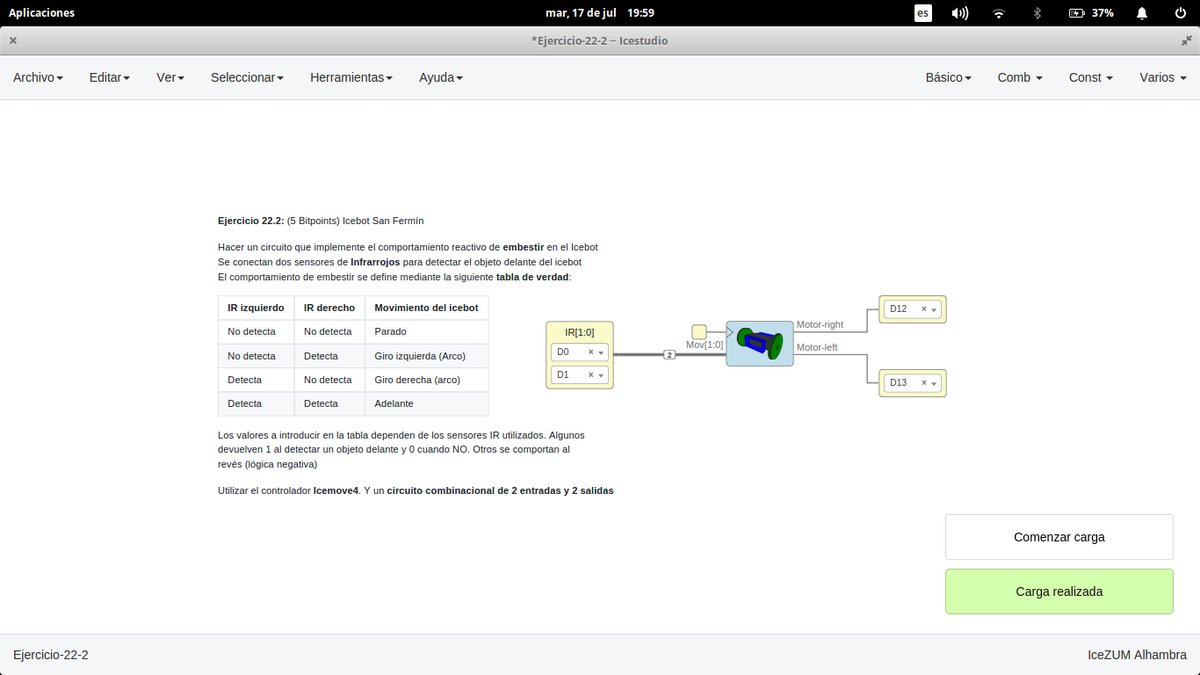 Aplicaciones mar, 17 de jul 19:59 es 37%
*Ejercicio-22-2 – Icestudio
Archivo Editar Ver Seleccionar Herramientas Ayuda Básico Comb Const Varios
Ejercicio 22.2: (5 Bitpoints) Icebot San Fermín
Hacer un circuito que implemente el comportamiento reactivo de embestir en el Icebot
Se conectan dos sensores de Infrarrojos para detectar el objeto delante del icebot
El comportamiento de embestir se define mediante la siguiente tabla de verdad:
IR izquierdo IR derecho Movimiento del icebot
No detecta No detecta Parado
No detecta Detecta Giro izquierda (Arco)
Detecta No detecta Giro derecha (arco)
Detecta Detecta Adelante
Los valores a introducir en la tabla dependen de los sensores IR utilizados. Algunos
devuelven 1 al detectar un objeto delante y 0 cuando NO. Otros se comportan al
revés (lógica negativa)
Utilizar el controlador Icemove4. Y un circuito combinacional de 2 entradas y 2 salidas
IR[1:0]
D0
D1
2
Mov[1:0]
Motor-right
Motor-left
D12
D13
Comenzar carga
Carga realizada
Ejercicio-22-2 IceZUM Alhambra